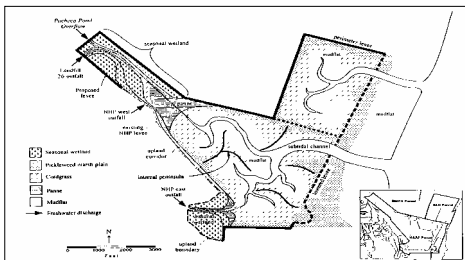 Pacheco Pond
Overflow
seasonal wetland
perimeter levee
Landfill
26 outfall
Proposed
levee
mudflat
panne
NHP west
outfall
existing
NHP levee
mudflat
upland
corridor
subtidal channel
mudflat
internal peninsula
NHP east
outfall
upland
boundary
Seasonal wetland
Pickleweed marsh plain
Cordgrass
Panne
Mudflat
Freshwater discharge
N
Feet